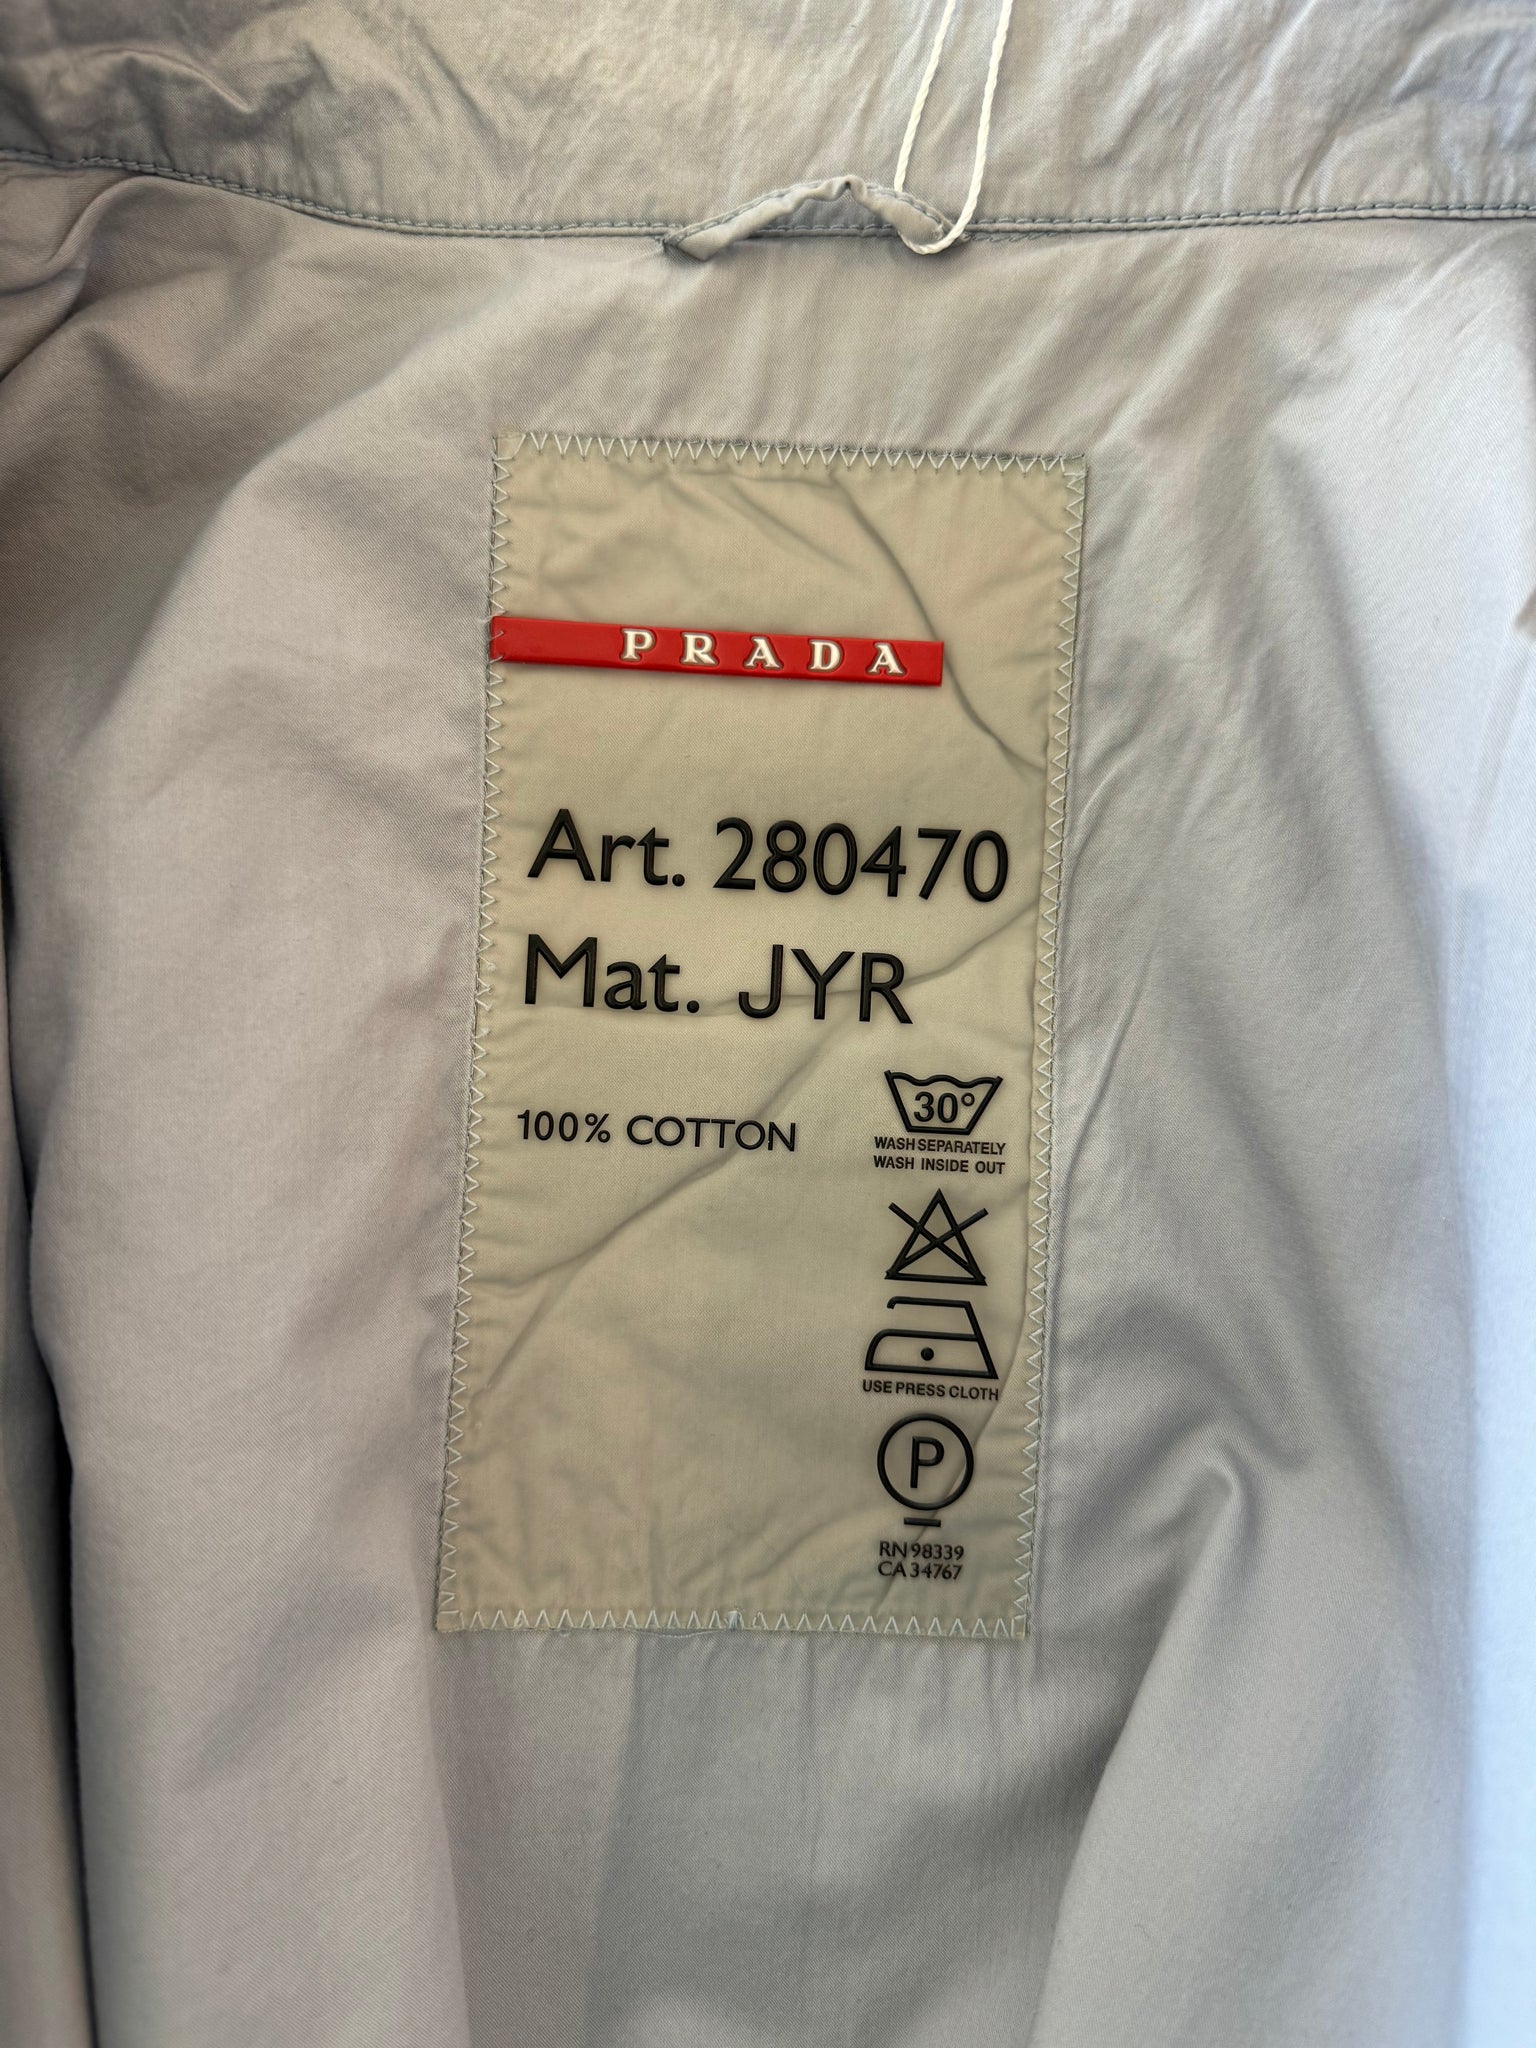 PRADA
Art. 280470
Mat. JYR
100% COTTON
30°
WASH SEPARATELY
WASH INSIDE OUT
USE PRESS CLOTH
P
RN 98339
CA 34767